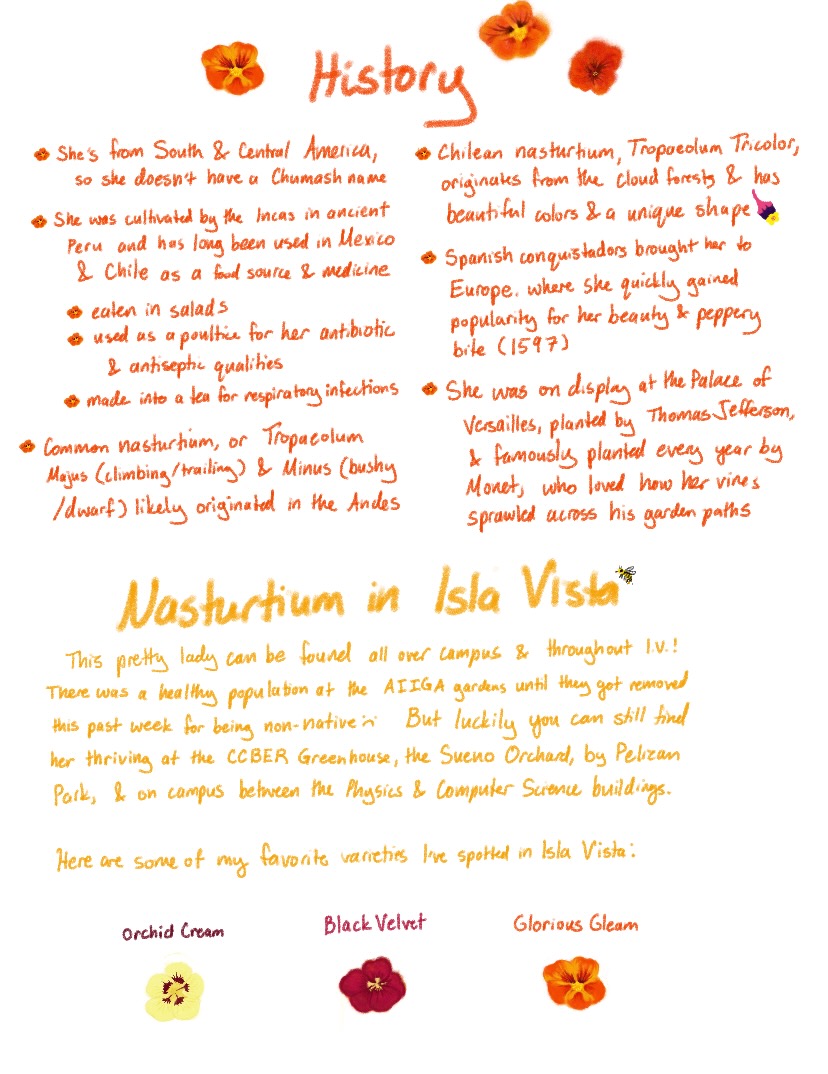 History
She's from South & Central America,
so she doesn't have a Chumash name
She was cultivated by the Incas in ancient
Peru and has long been used in Mexico
& Chile as a food source & medicine
eaten in salads
used as a poultice for her antibiotic
& antiseptic qualities
made into a tea for respiratory infections
Common nasturtium, or Tropaeolum
Majus (climbing/trailing) & Minus (bushy
/dwarf) likely originated in the Andes
Chilean nasturtium, Tropaeolum Tricolor,
originates from the cloud forests & has
beautiful colors & a unique shape
Spanish conquistadors brought her to
Europe. where she quickly gained
popularity for her beauty & peppery
bite (1597)
She was on display at the Palace of
Versailles, planted by Thomas Jefferson,
& famously planted every year by
Monet, who loved how her vines
sprawled across his garden paths
Nasturtium in Isla Vista
This pretty lady can be found all over campus & throughout I.V.!
There was a healthy population at the AIIGA gardens until they got removed
this past week for being non-native :( But luckily you can still find
her thriving at the CCBER Greenhouse, the Sueno Orchard, by Pelican
Park, & on campus between the Physics & Computer Science buildings.
Here are some of my favorite varieties I've spotted in Isla Vista:
Orchid Cream
Black Velvet
Glorious Gleam